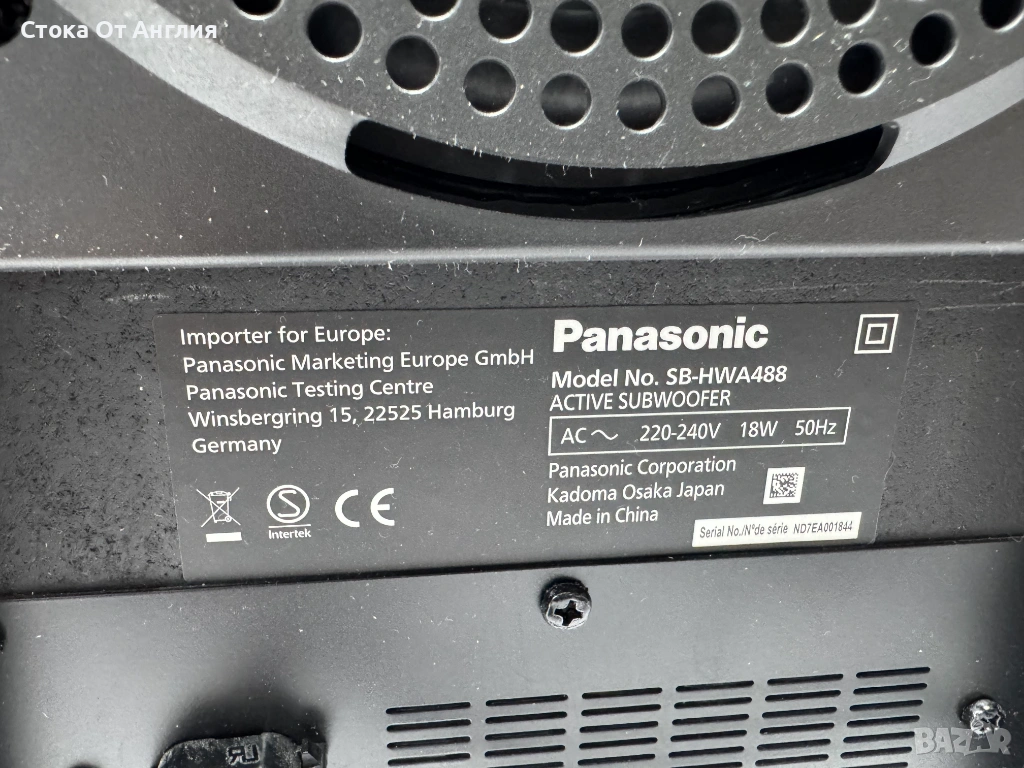 Стока От Англия
Importer for Europe:
Panasonic Marketing Europe GmbH
Panasonic Testing Centre
Winsbergring 15, 22525 Hamburg
Germany
Intertek
CE
Panasonic
Model No. SB-HWA488
ACTIVE SUBWOOFER
AC～ 220-240V 18W 50Hz
Panasonic Corporation
Kadoma Osaka Japan
Made in China
Serial No./N°de série ND7EA001844
BAZAR